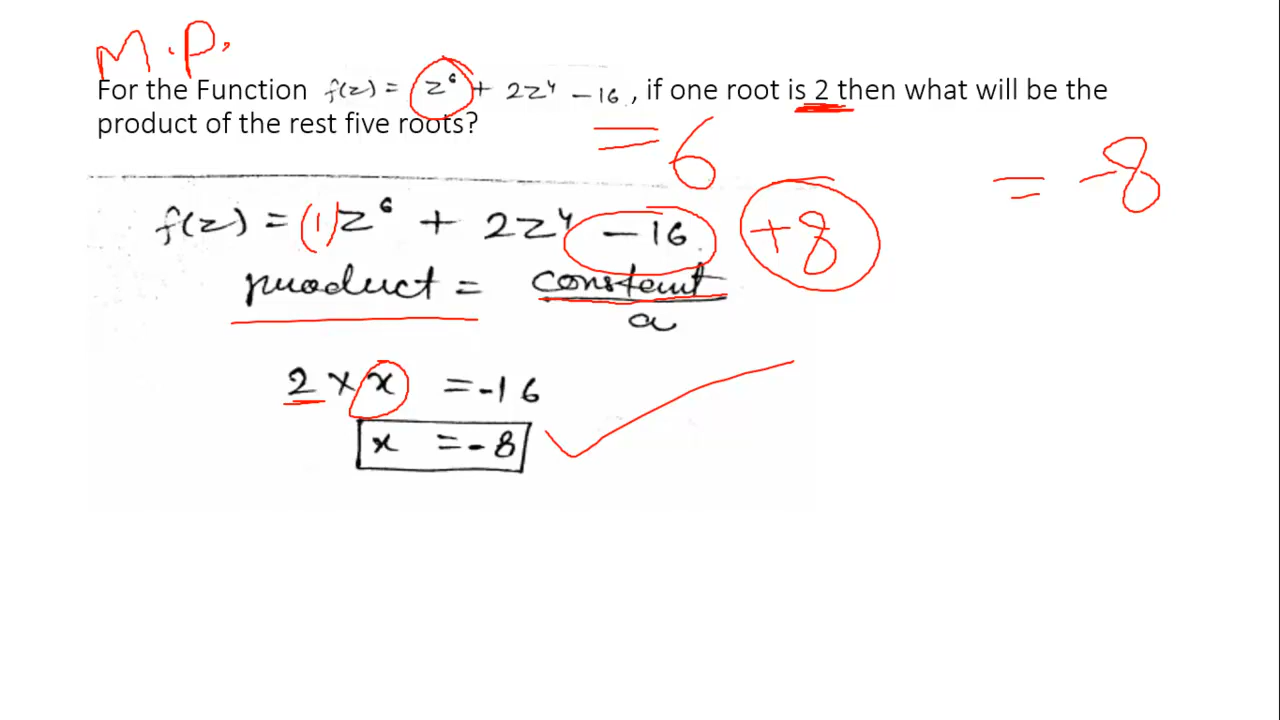 M.P.
For the Function f(z) = z⁶ + 2z⁴ - 16, if one root is 2 then what will be the
product of the rest five roots?
= 6
= -8
f(z) = (1)z⁶ + 2z⁴ - 16 +8
product = constant/a
2 × x = -16
x = -8